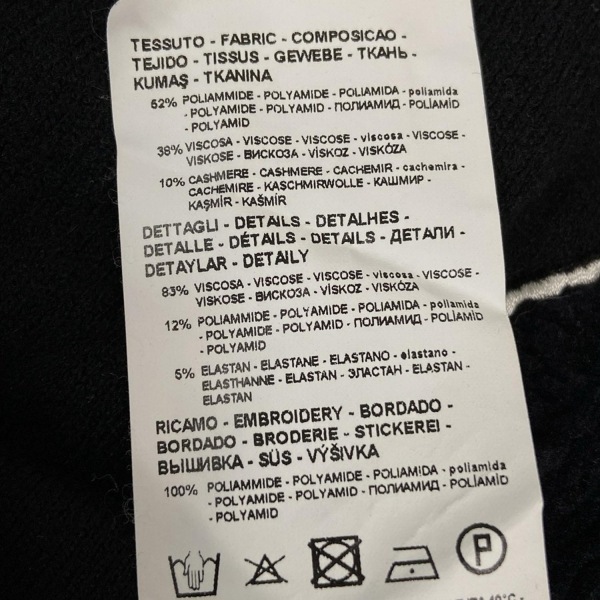 TESSUTO - FABRIC - COMPOSICAO -
TEJIDO - TISSUS - GEWEBE - ТКАНЬ -
KUMAŞ - TKANINA
52% POLIAMMIDE - POLYAMIDE - POLIAMIDA - poliamida
- POLYAMIDE - POLYAMID - ПОЛИАМИД - POLİAMİD
- POLYAMID
38% VISCOSA - VISCOSE - VISCOSE - viscosa - VISCOSE -
VISKOSE - ВИСКОЗА - VİSKOZ - VISKÓZA
10% CASHMERE - CASHMERE - CACHEMIR - cachemira -
CACHEMIRE - KASCHMIRWOLLE - КАШМИР -
KAŞMİR - KAŠMÍR
DETTAGLI - DETAILS - DETALHES -
DETALLE - DÉTAILS - DETAILS - ДЕТАЛИ -
DETAYLAR - DETAILY
83% VISCOSA - VISCOSE - VISCOSE - viscosa - VISCOSE -
VISKOSE - ВИСКОЗА - VİSKOZ - VISKÓZA
12% POLIAMMIDE - POLYAMIDE - POLIAMIDA - poliamida
- POLYAMIDE - POLYAMID - ПОЛИАМИД - POLİAMİD
- POLYAMID
5% ELASTAN - ELASTANE - ELASTANO - elastano -
ELASTHANNE - ELASTAN - ЭЛАСТАН - ELASTAN -
ELASTAN
RICAMO - EMBROIDERY - BORDADO -
BORDADO - BRODERIE - STICKEREI -
ВЫШИВКА - SÜS - VÝŠIVKA
100% POLIAMMIDE - POLYAMIDE - POLIAMIDA - poliamida
- POLYAMIDE - POLYAMID - ПОЛИАМИД - POLİAMİD
- POLYAMID
P